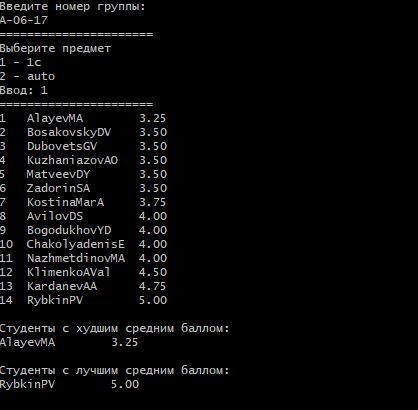 Введите номер группы:
А-06-17
======================
Выберите предмет
1 - 1c
2 - auto
Ввод: 1
======================
1 AlayevMA 3.25
2 BosakovskyDV 3.50
3 DubovetsGV 3.50
4 KuzhaniazovAO 3.50
5 MatveevDY 3.50
6 ZadorinSA 3.50
7 KostinaMarA 3.75
8 AvilovDS 4.00
9 BogodukhovYD 4.00
10 ChakolyadenisE 4.00
11 NazhmetdinovMA 4.00
12 KlimenkoAVal 4.50
13 KardanevAA 4.75
14 RybkinPV 5.00
Студенты с худшим средним баллом:
AlayevMA 3.25
Студенты с лучшим средним баллом:
RybkinPV 5.00